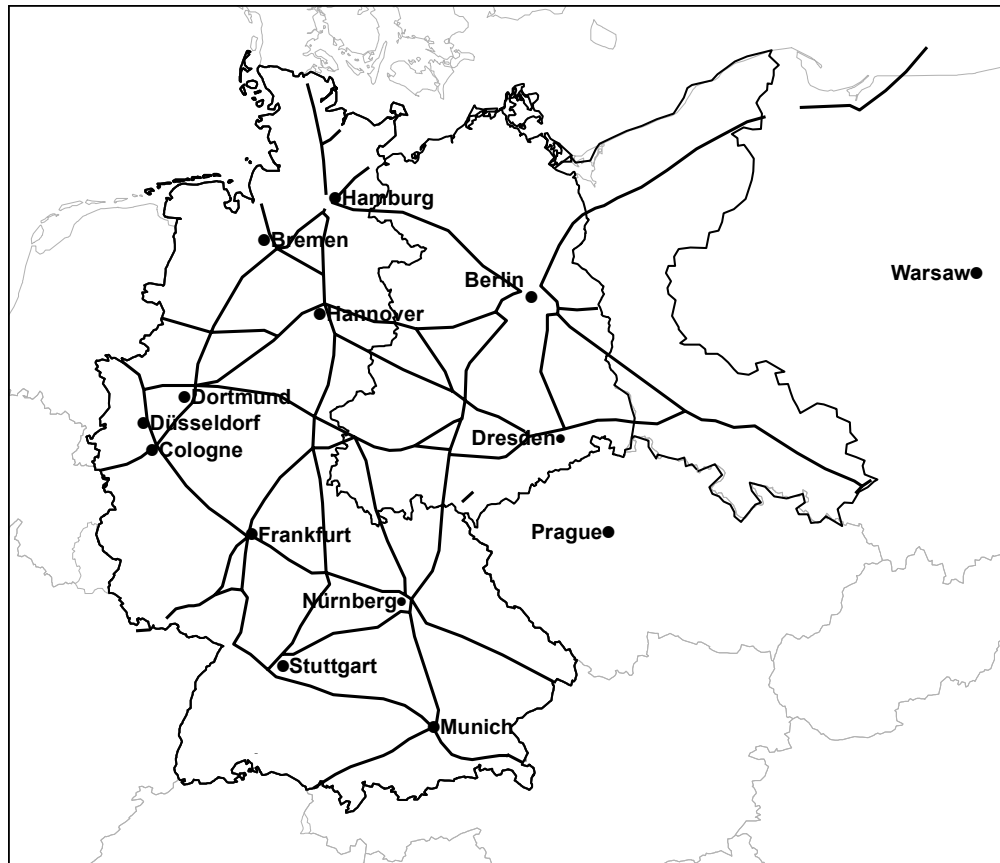 Hamburg
Bremen
Warsaw
Berlin
Hannover
Dortmund
Düsseldorf
Dresden
Cologne
Frankfurt
Prague
Nürnberg
Stuttgart
Munich